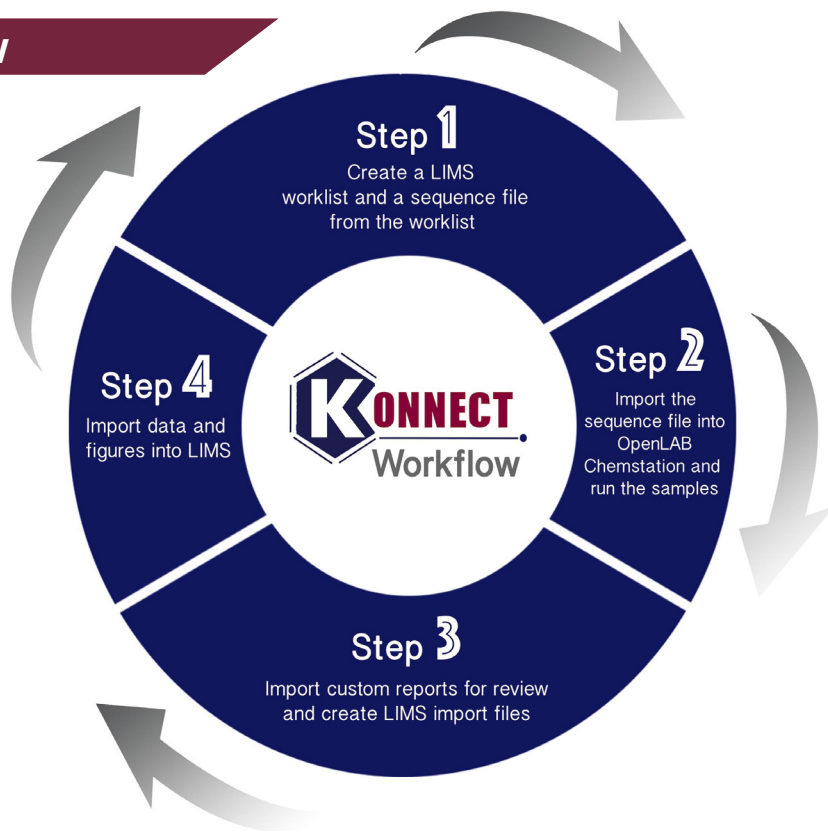 Step 1
Create a LIMS
worklist and a sequence file
from the worklist
Step 2
Import the
sequence file into
OpenLAB
Chemstation and
run the samples
Step 3
Import custom reports for review
and create LIMS import files
Step 4
Import data and
figures into LIMS
KONNECT
Workflow